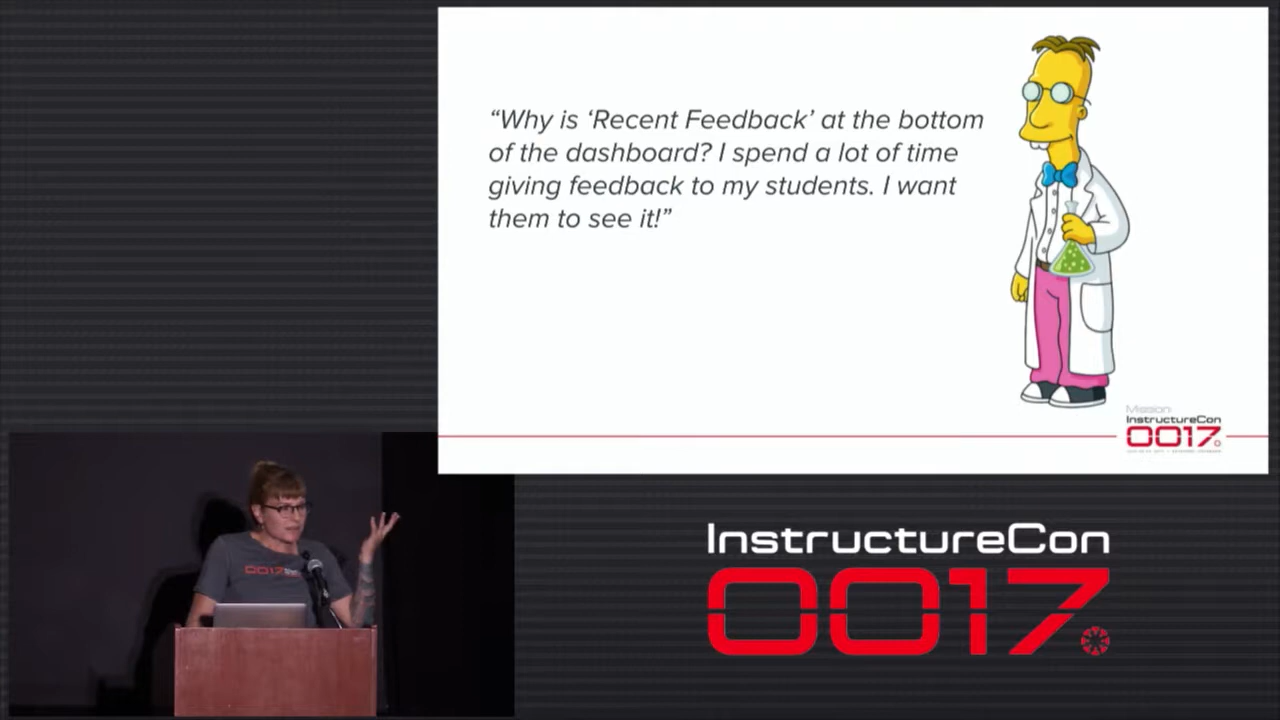 “Why is ‘Recent Feedback’ at the bottom
of the dashboard? I spend a lot of time
giving feedback to my students. I want
them to see it!”
Mission:
InstructureCon
0017
0017
InstructureCon
0017